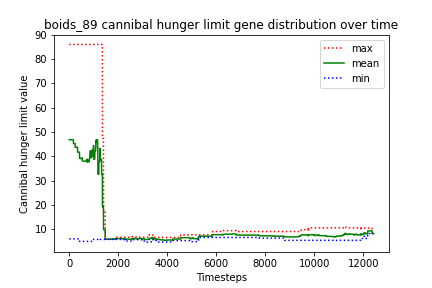 boids_89 cannibal hunger limit gene distribution over time
90
80
70
60
50
40
30
20
10
Cannibal hunger limit value
max
mean
min
0
2000
4000
6000
8000
10000
12000
Timesteps